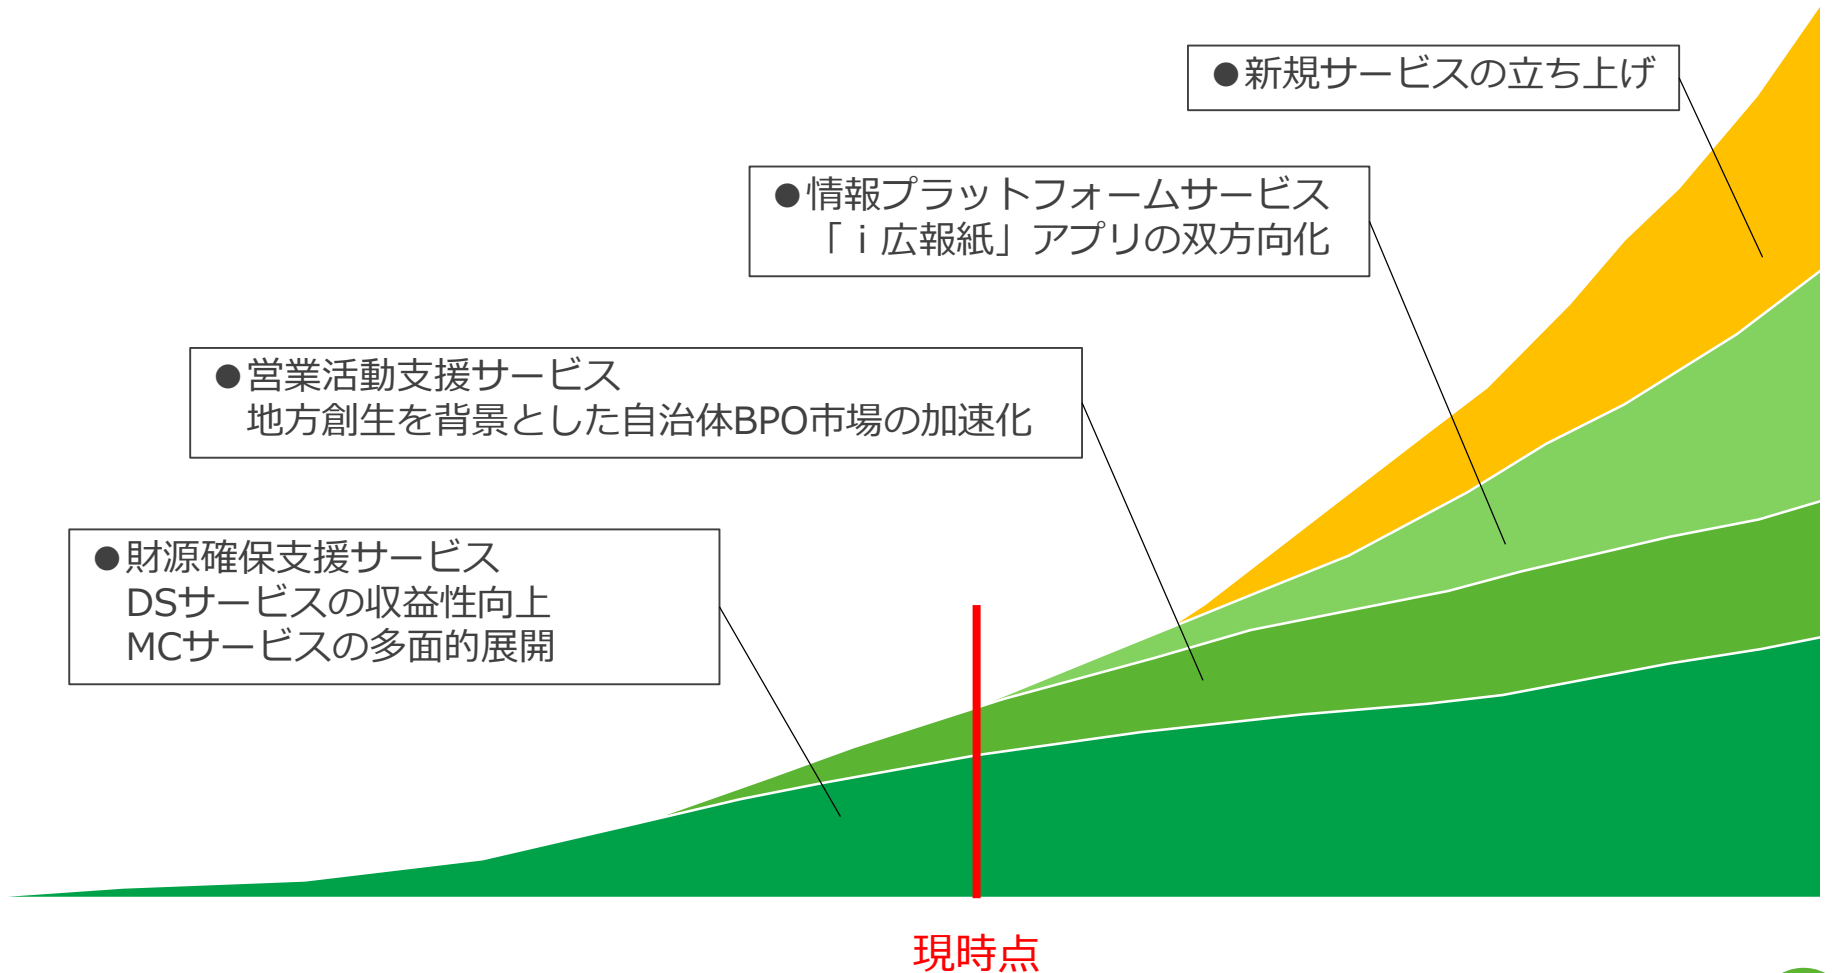 ●新規サービスの立ち上げ
●情報プラットフォームサービス
「ｉ広報紙」アプリの双方向化
●営業活動支援サービス
地方創生を背景とした自治体BPO市場の加速化
●財源確保支援サービス
DSサービスの収益性向上
MCサービスの多面的展開
現時点